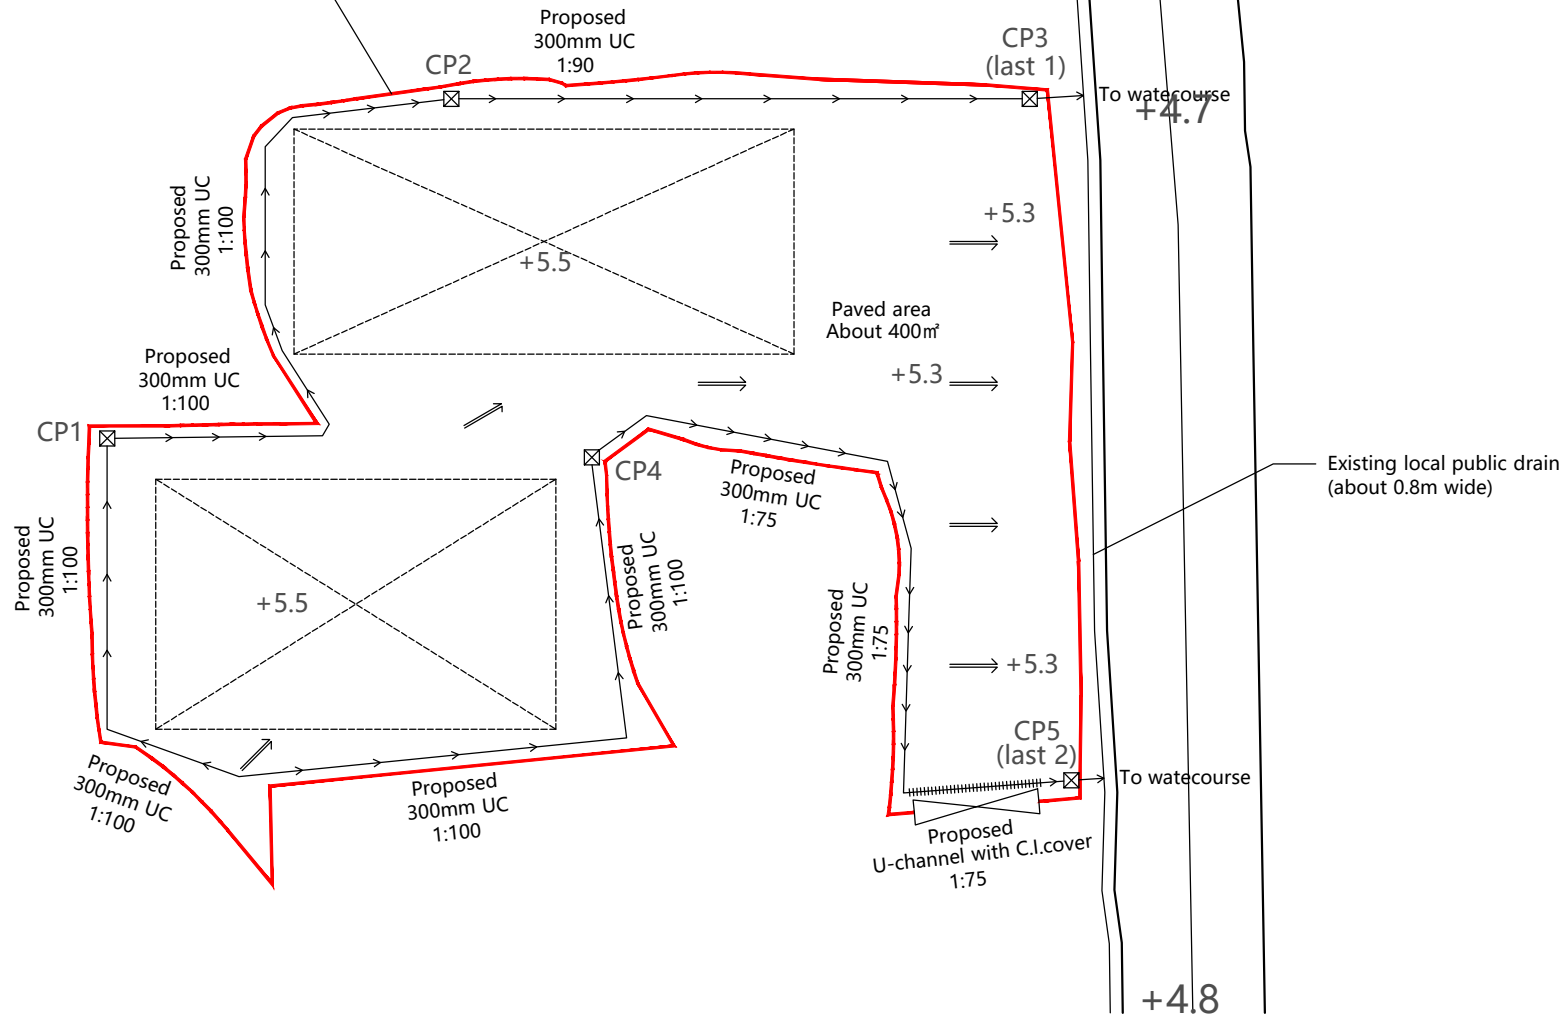 Proposed
300mm UC
1:90
CP2
CP3
(last 1)
To watecourse
+4.7
Proposed
300mm UC
1:100
+5.3
+5.5
Paved area
About 400㎡
Proposed
300mm UC
1:100
+5.3
CP1
CP4
Proposed
300mm UC
1:75
Existing local public drain
(about 0.8m wide)
Proposed
300mm UC
1:100
Proposed
300mm UC
1:100
+5.5
Proposed
300mm UC
1:75
+5.3
CP5
(last 2)
To watecourse
Proposed
300mm UC
1:100
Proposed
300mm UC
1:100
Proposed
U-channel with C.I.cover
1:75
+4.8